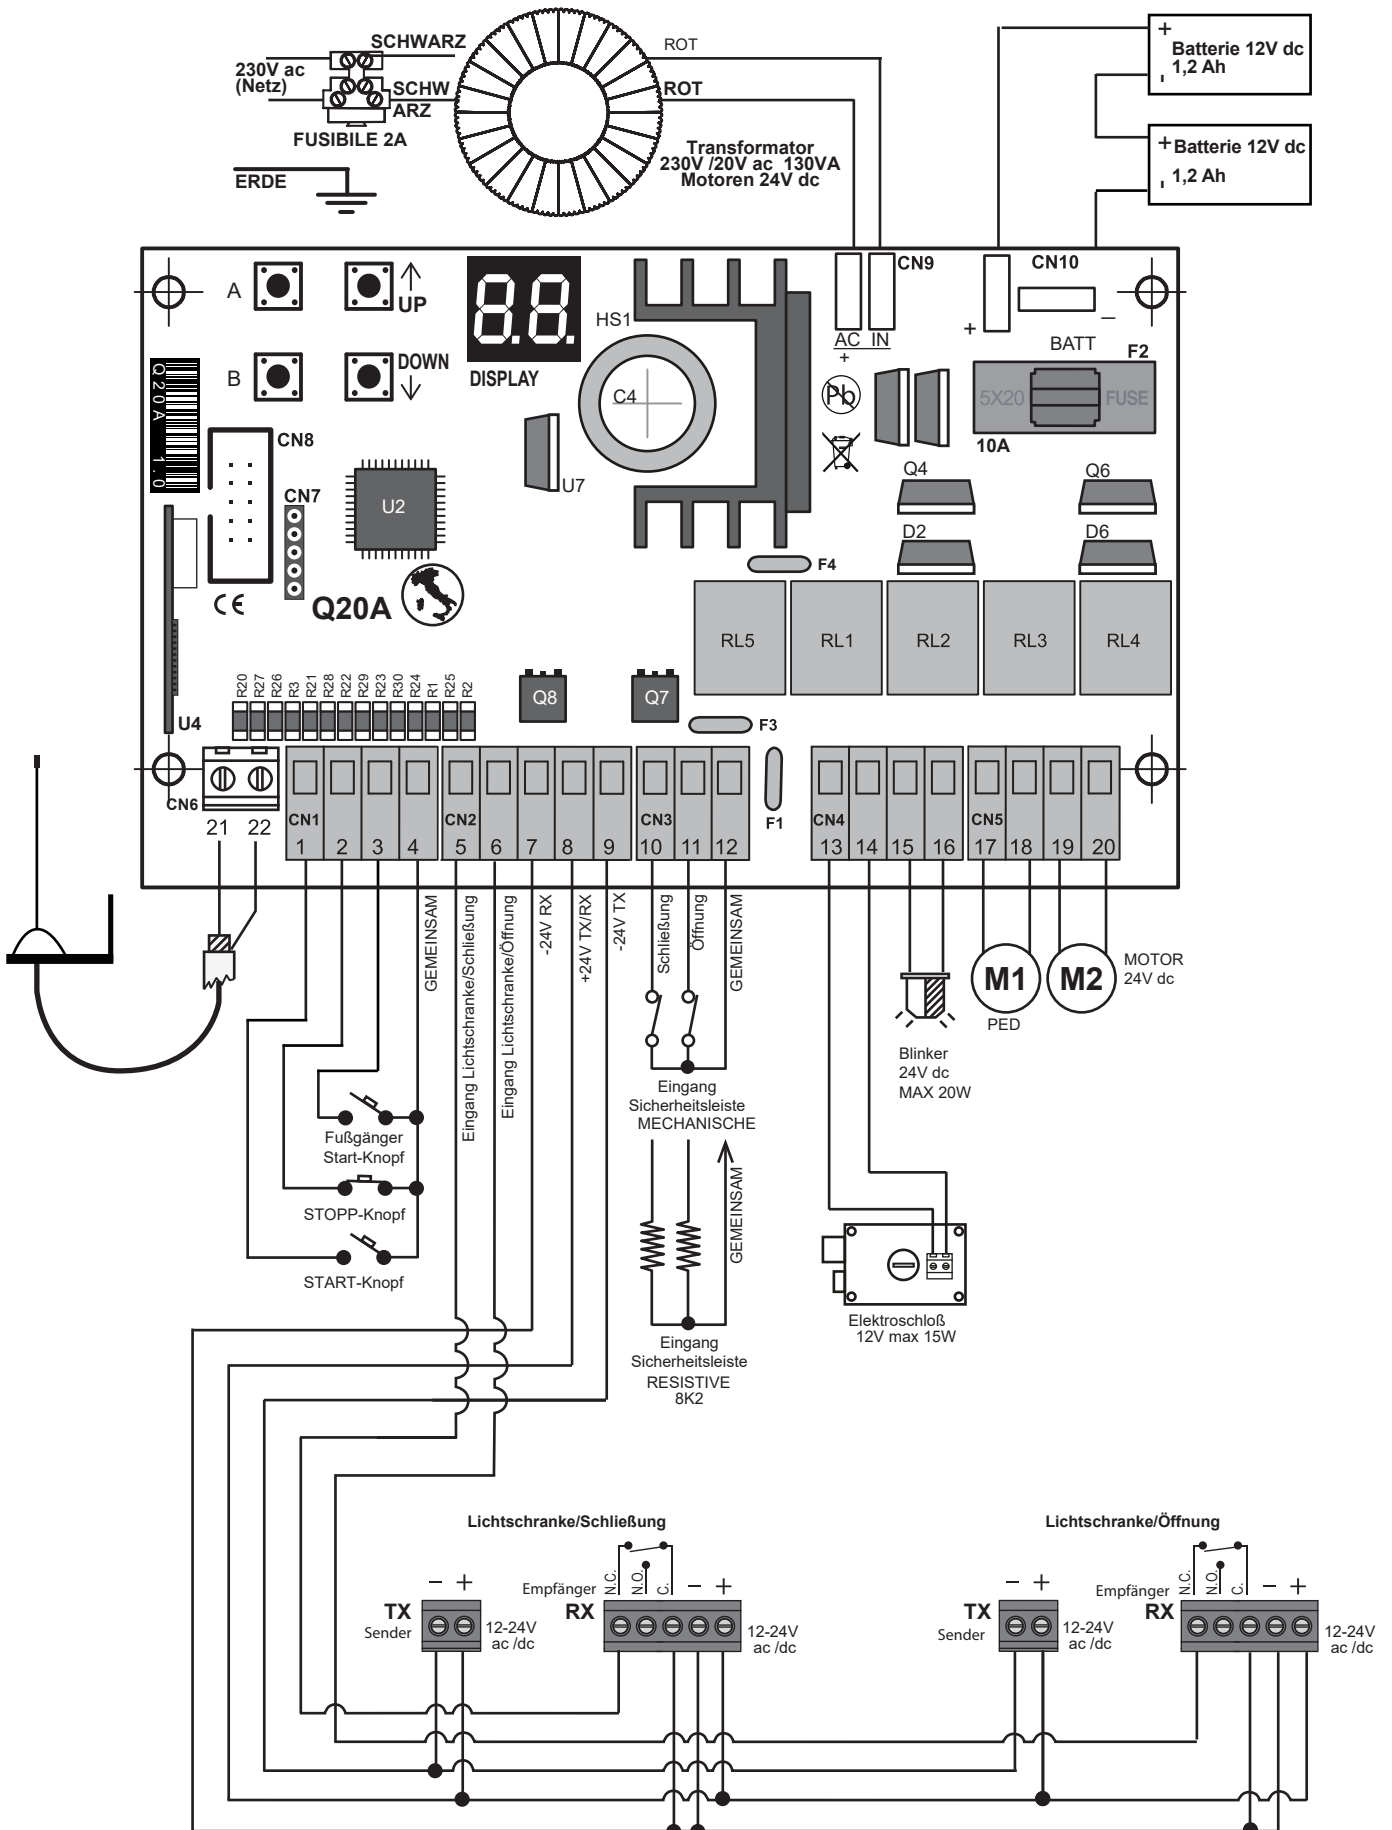 SCHWARZ
230V ac
(Netz)
SCHW
ARZ
FUSIBILE 2A
ERDE
ROT
ROT
Transformator
230V /20V ac 130VA
Motoren 24V dc
+
Batterie 12V dc
1,2 Ah
-
+ Batterie 12V dc
- 1,2 Ah
A
UP
B
DOWN
88.
DISPLAY
HS1
C4
CN9
AC IN
+
CN10
+ −
BATT
F2
5X20 FUSE
10A
Pb
Q20A 1.0
CN8
CN7
U2
U7
Q4
Q6
D2
D6
F4
CE
Q20A
RL5 RL1 RL2 RL3 RL4
U4
R20 R27 R26 R3 R21 R28 R22 R29 R23 R30 R24 R1 R25 R2
Q8
Q7
F3
F1
CN6
21 22
CN1
1 2 3 4
CN2
5 6 7 8 9
CN3
10 11 12
CN4
13 14 15 16
CN5
17 18 19 20
GEMEINSAM
Eingang Lichtschranke/Schließung
Eingang Lichtschranke/Öffnung
-24V RX
+24V TX/RX
-24V TX
Schließung
Öffnung
GEMEINSAM
M1
PED
M2
MOTOR
24V dc
Blinker
24V dc
MAX 20W
Fußgänger
Start-Knopf
STOPP-Knopf
START-Knopf
Eingang
Sicherheitsleiste
MECHANISCHE
GEMEINSAM
Eingang
Sicherheitsleiste
RESISTIVE
8K2
Elektroschloß
12V max 15W
Lichtschranke/Schließung
− +
TX
Sender
12-24V
ac /dc
Empfänger
RX
N.C. N.O. C. − +
12-24V
ac /dc
Lichtschranke/Öffnung
− +
TX
Sender
12-24V
ac /dc
Empfänger
RX
N.C. N.O. C. − +
12-24V
ac /dc